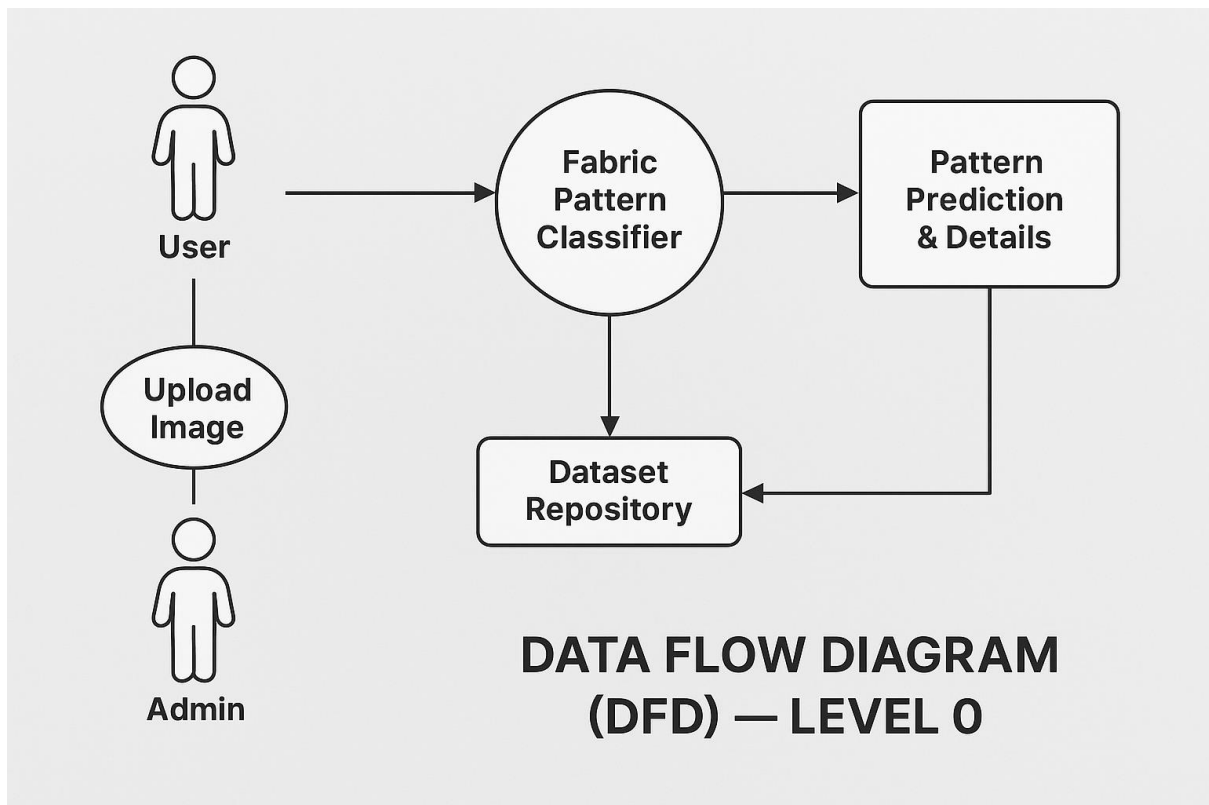 User
Upload
Image
Admin
Fabric
Pattern
Classifier
Pattern
Prediction
& Details
Dataset
Repository
DATA FLOW DIAGRAM
(DFD) — LEVEL 0